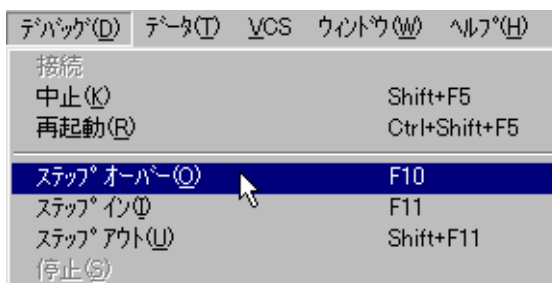 ﾃﾞﾊﾞｯｸﾞ(D) ﾃﾞｰﾀ(T) VCS ｳｨﾝﾄﾞｳ(W) ﾍﾙﾌﾟ(H)
接続
中止(K) Shift+F5
再起動(R) Ctrl+Shift+F5
ｽﾃｯﾌﾟ ｵｰﾊﾞｰ(O) F10
ｽﾃｯﾌﾟ ｲﾝ(I) F11
ｽﾃｯﾌﾟ ｱｳﾄ(U) Shift+F11
停止(S)